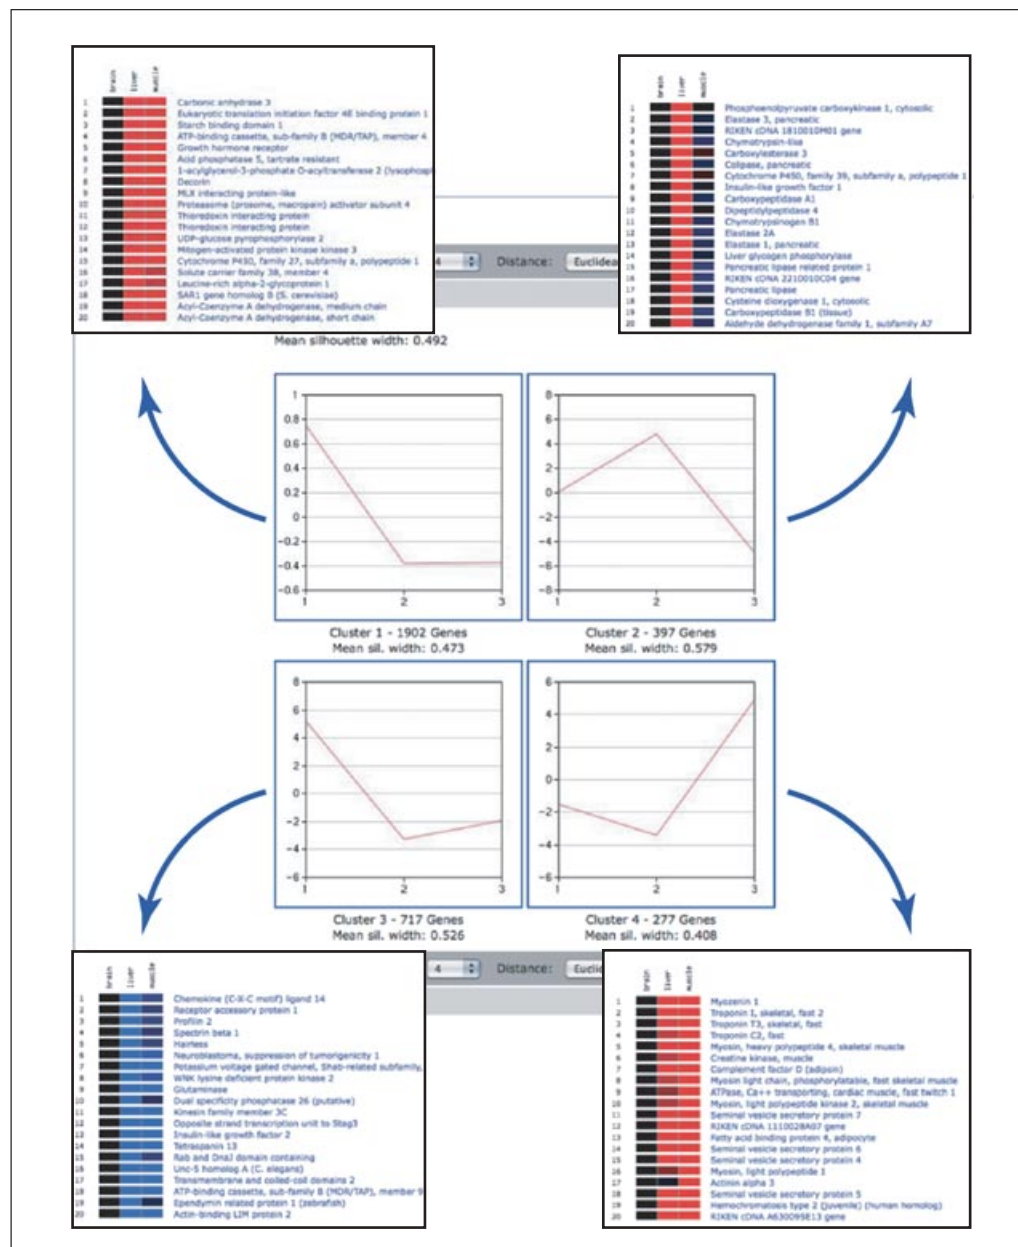 brain liver muscle
1 Carbonic anhydrase 3
2 Eukaryotic translation initiation factor 4E binding protein 1
3 Starch binding domain 1
4 ATP-binding cassette, sub-family B (MDR/TAP), member 4
5 Growth hormone receptor
6 Acid phosphatase 5, tartrate resistant
7 1-acylglycerol-3-phosphate O-acyltransferase 2 (lysophosph
8 Decorin
9 MLX interacting protein-like
10 Proteasome (prosome, macropain) activator subunit 4
11 Thioredoxin interacting protein
12 Thioredoxin interacting protein
13 UDP-glucose pyrophosphorylase 2
14 Mitogen-activated protein kinase kinase 3
15 Cytochrome P450, family 27, subfamily a, polypeptide 1
16 Solute carrier family 38, member 4
17 Leucine-rich alpha-2-glycoprotein 1
18 SAR1 gene homolog B (S. cerevisiae)
19 Acyl-Coenzyme A dehydrogenase, medium chain
20 Acyl-Coenzyme A dehydrogenase, short chain
brain liver muscle
1 Phosphoenolpyruvate carboxykinase 1, cytosolic
2 Elastase 3, pancreatic
3 RIKEN cDNA 1810010M01 gene
4 Chymotrypsin-like
5 Carboxylesterase 3
6 Colipase, pancreatic
7 Cytochrome P450, family 39, subfamily a, polypeptide 1
8 Insulin-like growth factor 1
9 Carboxypeptidase A1
10 Dipeptidylpeptidase 4
11 Chymotrypsinogen B1
12 Elastase 2A
13 Elastase 1, pancreatic
14 Liver glycogen phosphorylase
15 Pancreatic lipase related protein 1
16 RIKEN cDNA 2210010C04 gene
17 Pancreatic lipase
18 Cysteine dioxygenase 1, cytosolic
19 Carboxypeptidase B1 (tissue)
20 Aldehyde dehydrogenase family 1, subfamily A7
4 Distance: Euclidea
Mean silhouette width: 0.492
1
0.8
0.6
0.4
0.2
0
-0.2
-0.4
-0.6
1 2 3
Cluster 1 - 1902 Genes
Mean sil. width: 0.473
8
6
4
2
0
-2
-4
-6
-8
1 2 3
Cluster 2 - 397 Genes
Mean sil. width: 0.579
8
6
4
2
0
-2
-4
-6
1 2 3
Cluster 3 - 717 Genes
Mean sil. width: 0.526
6
4
2
0
-2
-4
-6
1 2 3
Cluster 4 - 277 Genes
Mean sil. width: 0.408
4 Distance: Euclid
brain liver muscle
1 Chemokine (C-X-C motif) ligand 14
2 Receptor accessory protein 1
3 Profilin 2
4 Spectrin beta 1
5 Hairless
6 Neuroblastoma, suppression of tumorigenicity 1
7 Potassium voltage gated channel, Shab-related subfamily,
8 WNK lysine deficient protein kinase 2
9 Glutaminase
10 Dual specificity phosphatase 26 (putative)
11 Kinesin family member 3C
12 Opposite strand transcription unit to Stag3
13 Insulin-like growth factor 2
14 Tetraspanin 13
15 Rab and DnaJ domain containing
16 Unc-5 homolog A (C. elegans)
17 Transmembrane and coiled-coil domains 2
18 ATP-binding cassette, sub-family B (MDR/TAP), member 9
19 Ependymin related protein 1 (zebrafish)
20 Actin-binding LIM protein 2
brain liver muscle
1 Myozenin 1
2 Troponin I, skeletal, fast 2
3 Troponin T3, skeletal, fast
4 Troponin C2, fast
5 Myosin, heavy polypeptide 4, skeletal muscle
6 Creatine kinase, muscle
7 Complement factor D (adipsin)
8 Myosin light chain, phosphorylatable, fast skeletal muscle
9 ATPase, Ca++ transporting, cardiac muscle, fast twitch 1
10 Myosin, light polypeptide kinase 2, skeletal muscle
11 Seminal vesicle secretory protein 7
12 RIKEN cDNA 1110028A07 gene
13 Fatty acid binding protein 4, adipocyte
14 Seminal vesicle secretory protein 6
15 Seminal vesicle secretory protein 4
16 Myosin, light polypeptide 1
17 Actinin alpha 3
18 Seminal vesicle secretory protein 5
19 Hemochromatosis type 2 (juvenile) (human homolog)
20 RIKEN cDNA A630095E13 gene